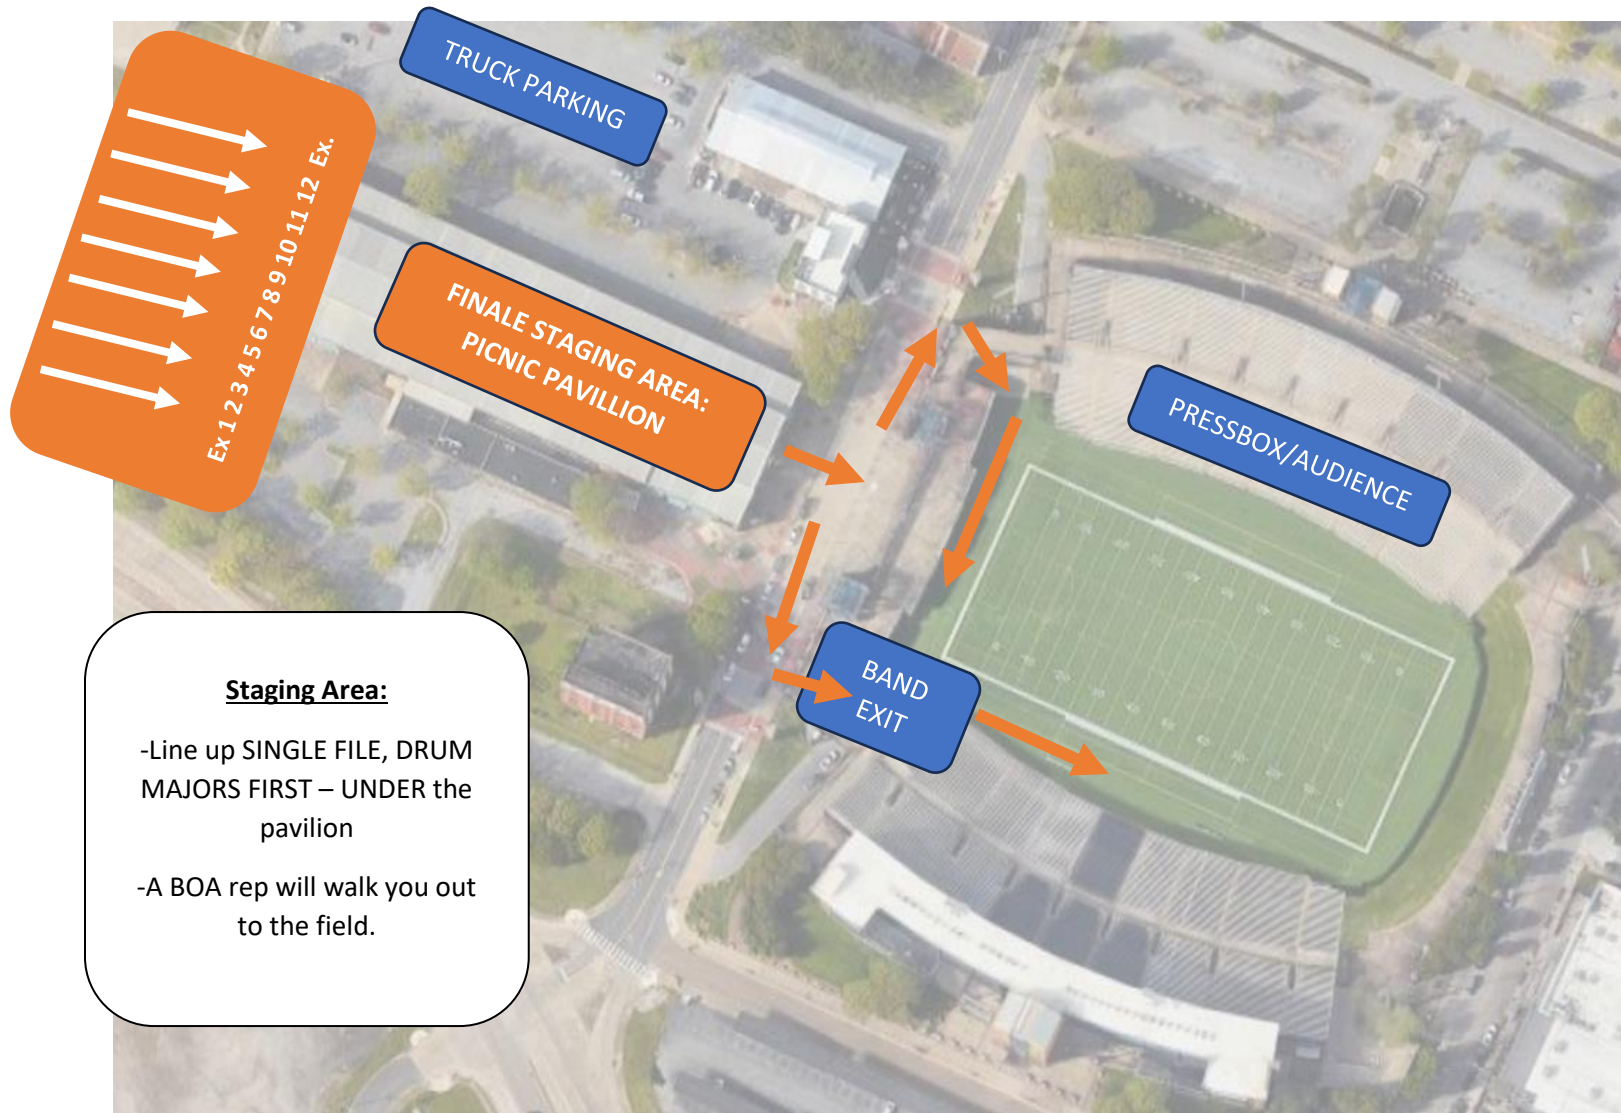 TRUCK PARKING
Ex 1 2 3 4 5 6 7 8 9 10 11 12 Ex.
FINALE STAGING AREA:
PICNIC PAVILLION
PRESSBOX/AUDIENCE
BAND
EXIT
Staging Area:
-Line up SINGLE FILE, DRUM
MAJORS FIRST – UNDER the
pavilion
-A BOA rep will walk you out
to the field.